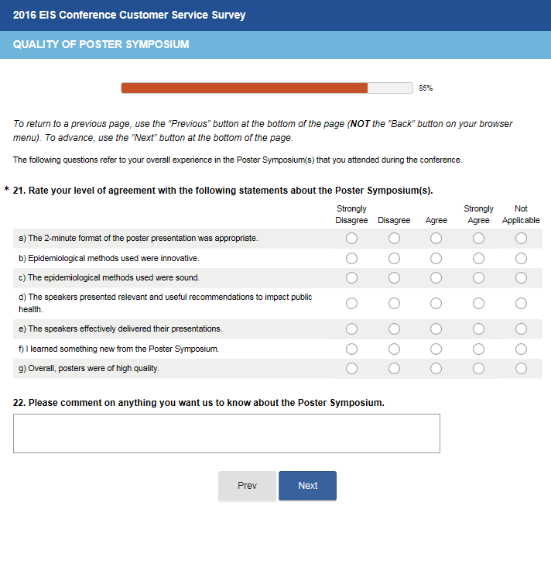 2016 EIS Conference Customer Service Survey
QUALITY OF POSTER SYMPOSIUM
85%
To return to a previous page, use the "Previous" button at the bottom of the page (NOT the "Back" button on your browser
menu). To advance, use the "Next" button at the bottom of the page.
The following questions refer to your overall experience in the Poster Symposium(s) that you attended during the conference.
* 21. Rate your level of agreement with the following statements about the Poster Symposium(s).
Strongly Strongly Not
Disagree Disagree Agree Agree Applicable
a) The 2-minute format of the poster presentation was appropriate.
b) Epidemiological methods used were innovative.
c) The epidemiological methods used were sound.
d) The speakers presented relevant and useful recommendations to impact public
health.
e) The speakers effectively delivered their presentations.
f) I learned something new from the Poster Symposium.
g) Overall, posters were of high quality.
22. Please comment on anything you want us to know about the Poster Symposium.
Prev Next